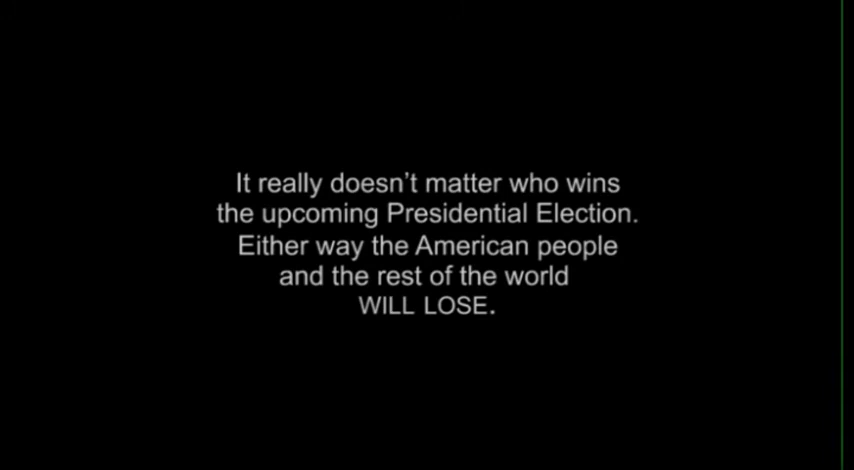 It really doesn’t matter who wins
the upcoming Presidential Election.
Either way the American people
and the rest of the world
WILL LOSE.